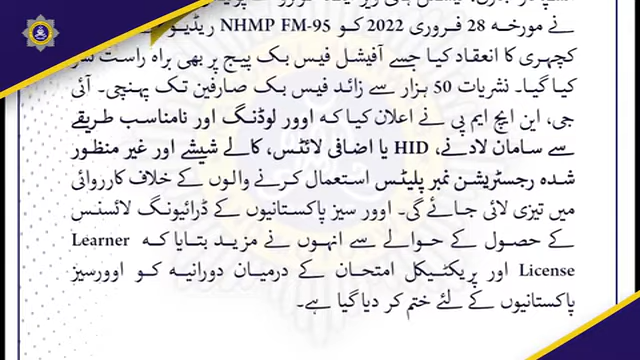 نے مورخہ 28 فروری 2022 کو NHMP FM-95 ریڈیو
کچہری کا انعقاد کیا جسے آفیشل فیس بک پیج پر بھی براہ راست
کیا گیا۔ نشریات 50 ہزار سے زائد فیس بک صارفین تک پہنچی۔ آئی
جی، این ایچ ایم پی نے اعلان کیا کہ اوور لوڈنگ اور نامناسب طریقے
سے سامان لادنے، HID یا اضافی لائٹس، کالے شیشے اور غیر منظور
شدہ رجسٹریشن نمبر پلیٹس استعمال کرنے والوں کے خلاف کارروائی
میں تیزی لائی جائے گی۔ اوور سیز پاکستانیوں کے ڈرائیونگ لائسنس
کے حصول کے حوالے سے انہوں نے مزید بتایا کہ Learner
License اور پریکٹیکل امتحان کے درمیان دورانیہ کو اوورسیز
پاکستانیوں کے لئے ختم کر دیا گیا ہے۔